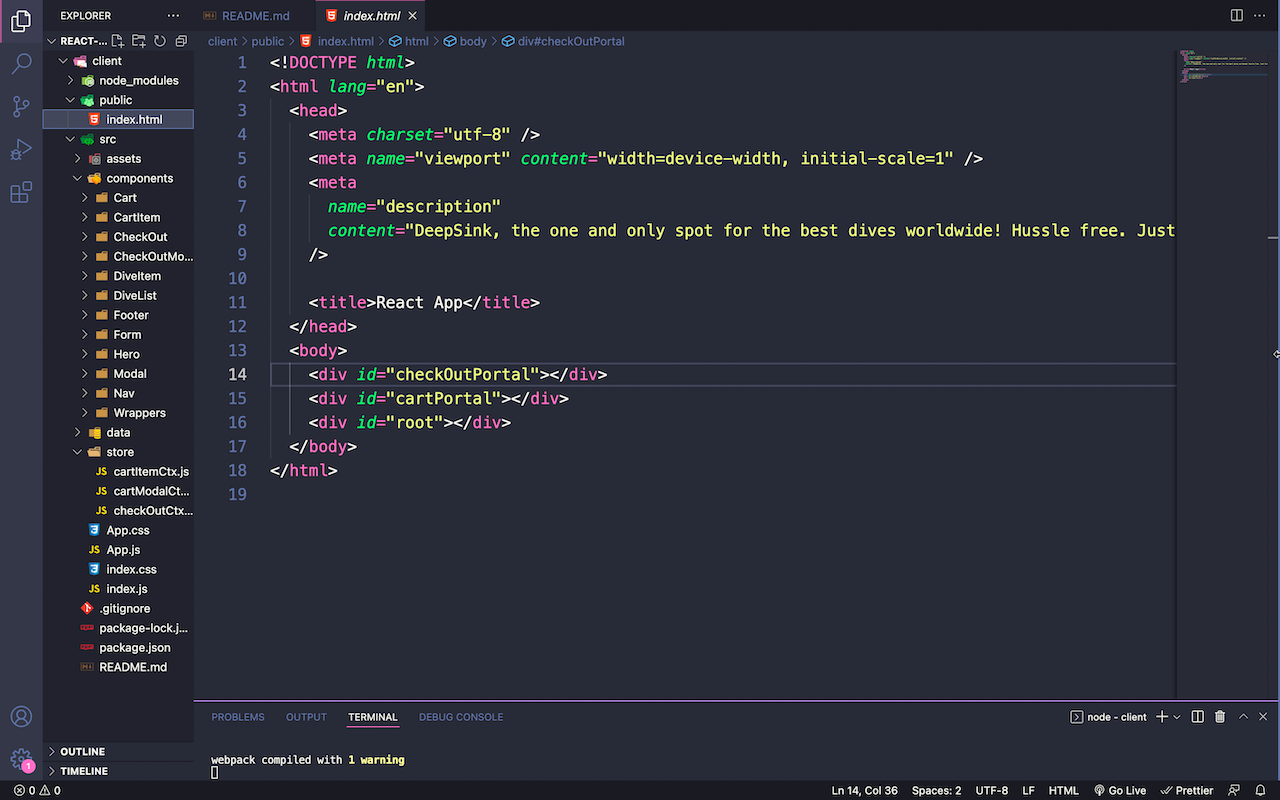 EXPLORER
REACT-...
client
node_modules
public
index.html
src
assets
components
Cart
CartItem
CheckOut
CheckOutMo...
DiveItem
DiveList
Footer
Form
Hero
Modal
Nav
Wrappers
data
store
JS cartItemCtx.js
JS cartModalCt...
JS checkOutCtx...
App.css
JS App.js
index.css
JS index.js
.gitignore
package-lock.j...
package.json
README.md
OUTLINE
TIMELINE
1
README.md
index.html
client > public > index.html > html > body > div#checkOutPortal
1 <!DOCTYPE html>
2 <html lang="en">
3 <head>
4 <meta charset="utf-8" />
5 <meta name="viewport" content="width=device-width, initial-scale=1" />
6 <meta
7 name="description"
8 content="DeepSink, the one and only spot for the best dives worldwide! Hussle free. Just
9 />
10
11 <title>React App</title>
12 </head>
13 <body>
14 <div id="checkOutPortal"></div>
15 <div id="cartPortal"></div>
16 <div id="root"></div>
17 </body>
18 </html>
19
PROBLEMS OUTPUT TERMINAL DEBUG CONSOLE
node - client
webpack compiled with 1 warning
0 0
Ln 14, Col 36 Spaces: 2 UTF-8 LF HTML Go Live Prettier